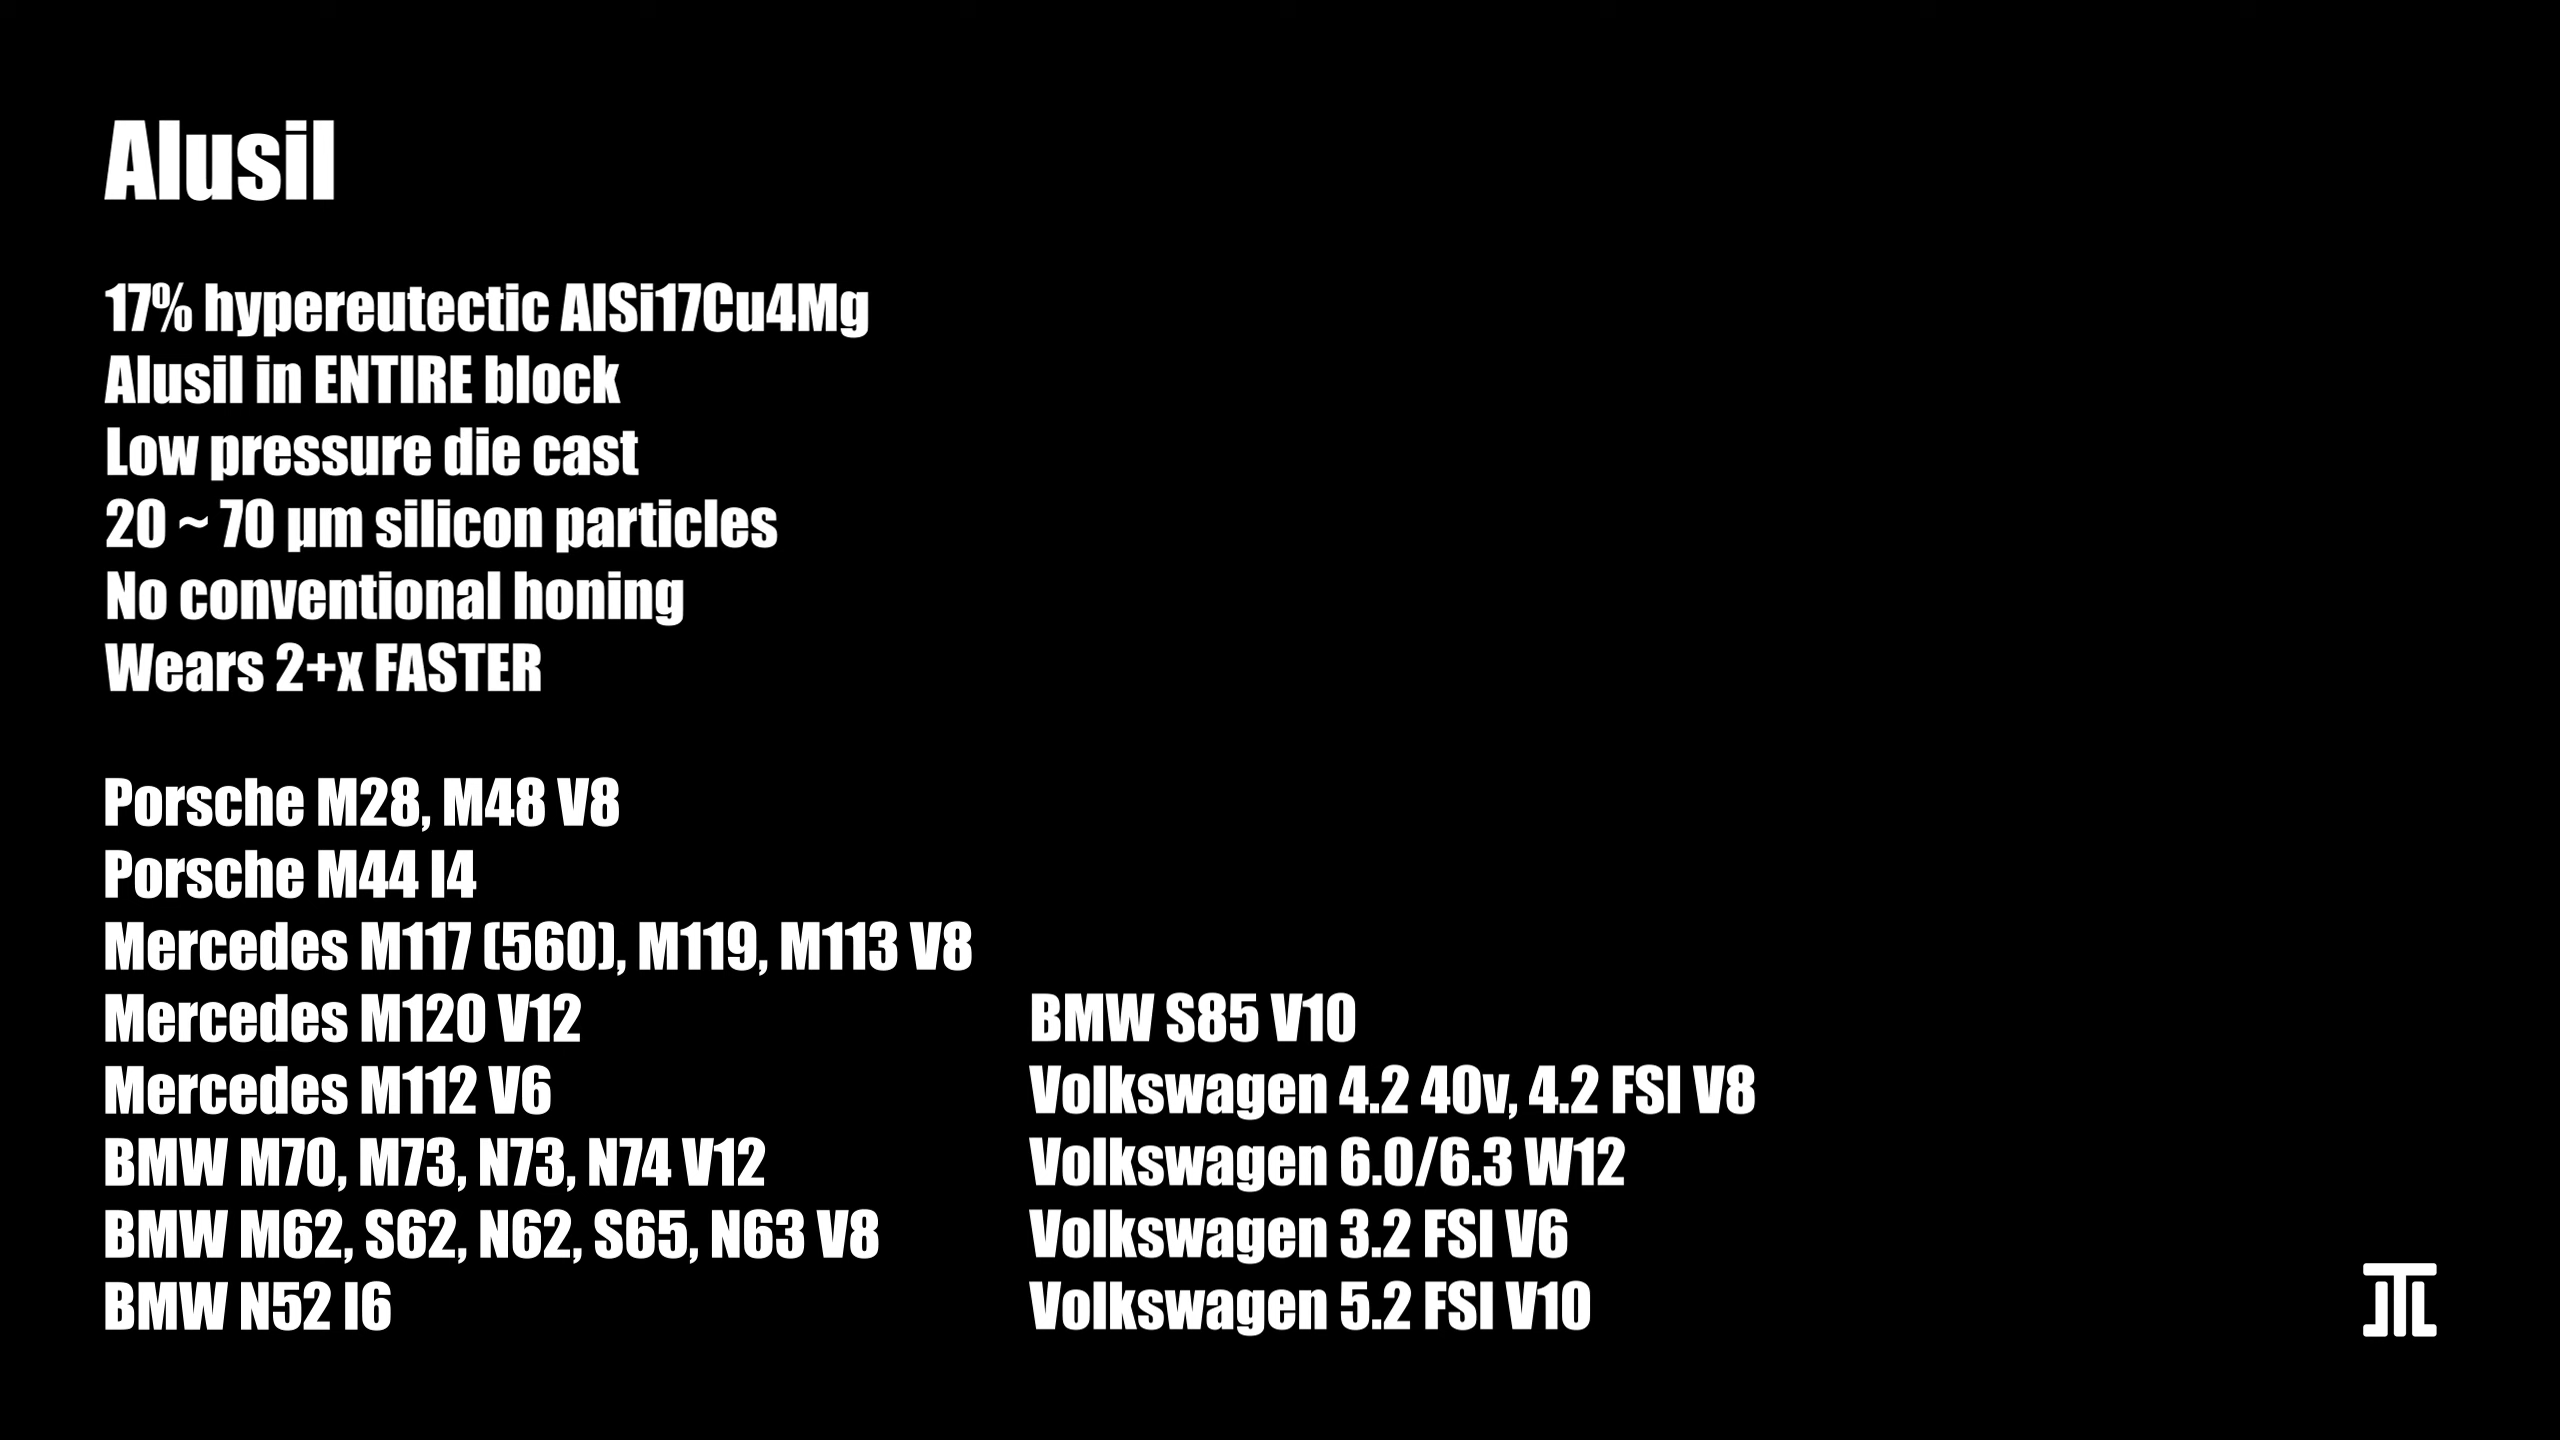 Alusil
17% hypereutectic AlSi17Cu4Mg
Alusil in ENTIRE block
Low pressure die cast
20 ~ 70 µm silicon particles
No conventional honing
Wears 2+x FASTER
Porsche M28, M48 V8
Porsche M44 I4
Mercedes M117 (560), M119, M113 V8
Mercedes M120 V12
Mercedes M112 V6
BMW M70, M73, N73, N74 V12
BMW M62, S62, N62, S65, N63 V8
BMW N52 I6
BMW S85 V10
Volkswagen 4.2 40v, 4.2 FSI V8
Volkswagen 6.0/6.3 W12
Volkswagen 3.2 FSI V6
Volkswagen 5.2 FSI V10